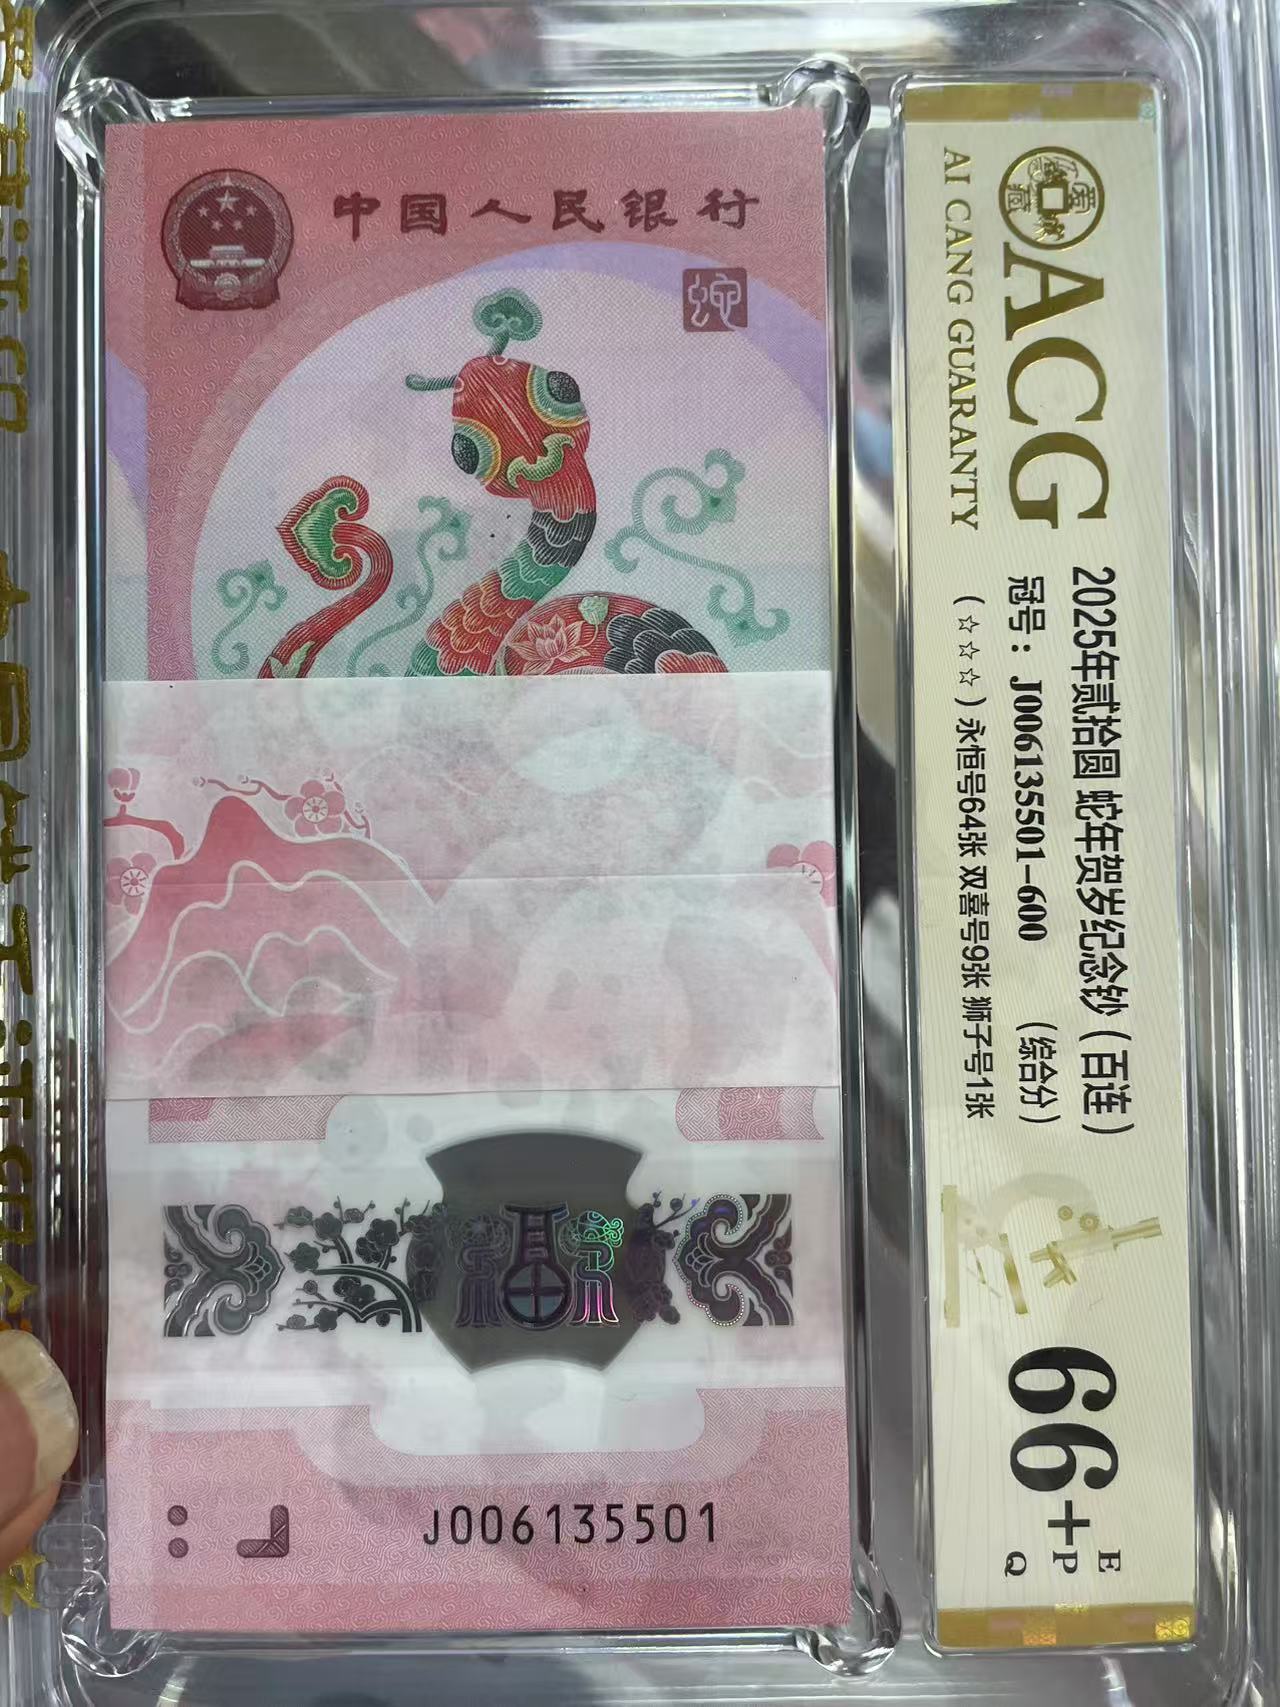 中国人民银行
蛇
J006135501
ACG
AI CANG GUARANTY
2025年贰拾圆 蛇年贺岁纪念钞（百连）
冠号：J006135501-600 （综合分）
（☆☆☆）永恒号64张 双喜号9张 狮子号1张
66+
E
P
Q